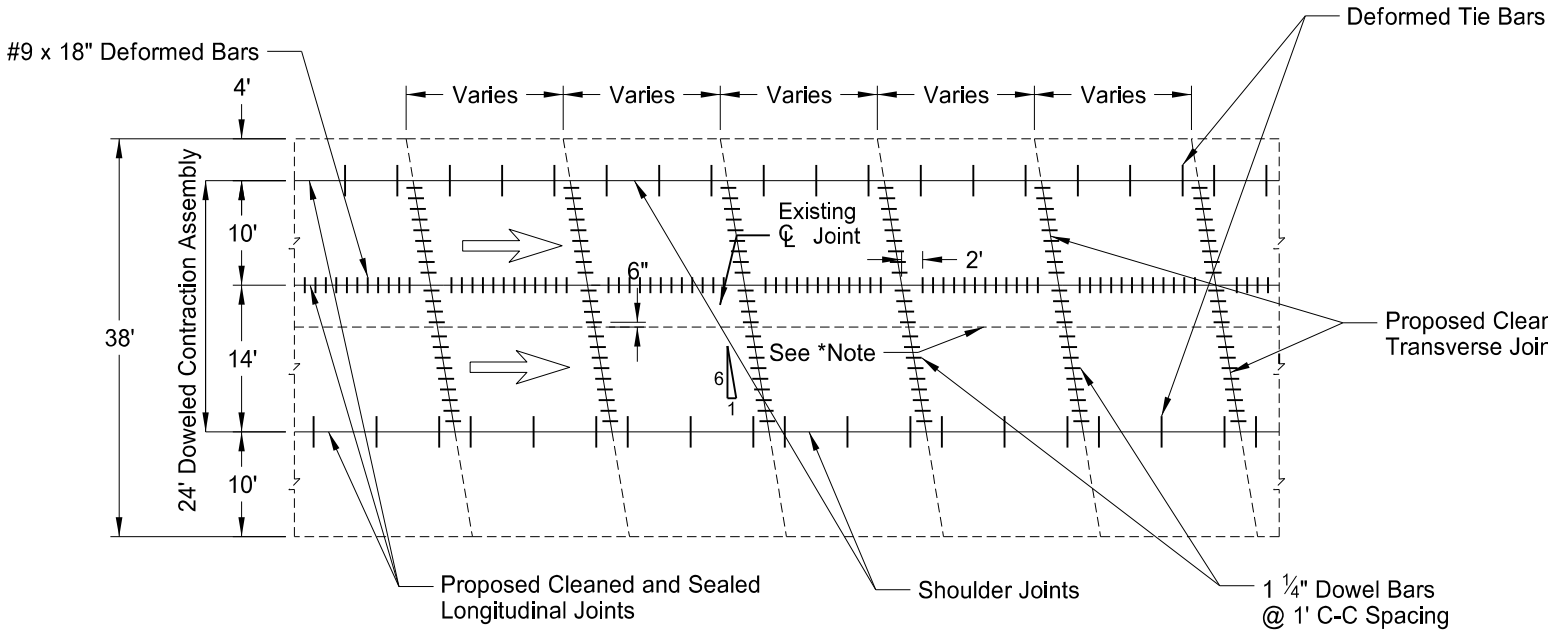 Deformed Tie Bars
#9 x 18" Deformed Bars
4'
Varies
Varies
Varies
Varies
Varies
24' Doweled Contraction Assembly
10'
Existing
℄ Joint
6"
2'
38'
14'
See *Note
6
1
Proposed Clean
Transverse Join
10'
Proposed Cleaned and Sealed
Longitudinal Joints
Shoulder Joints
1 ¼" Dowel Bars
@ 1' C-C Spacing